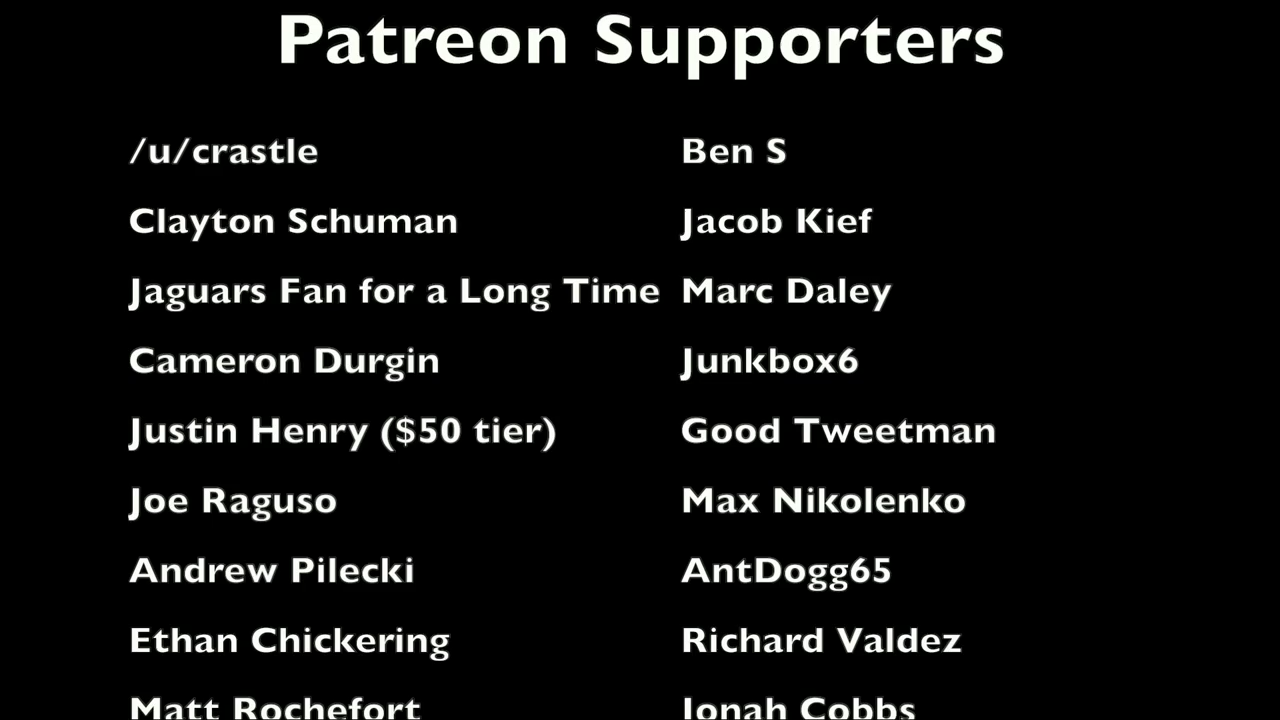 Patreon Supporters
/u/crastle Ben S
Clayton Schuman Jacob Kief
Jaguars Fan for a Long Time Marc Daley
Cameron Durgin Junkbox6
Justin Henry ($50 tier) Good Tweetman
Joe Raguso Max Nikolenko
Andrew Pilecki AntDogg65
Ethan Chickering Richard Valdez
Matt Rochefort Jonah Cobbs